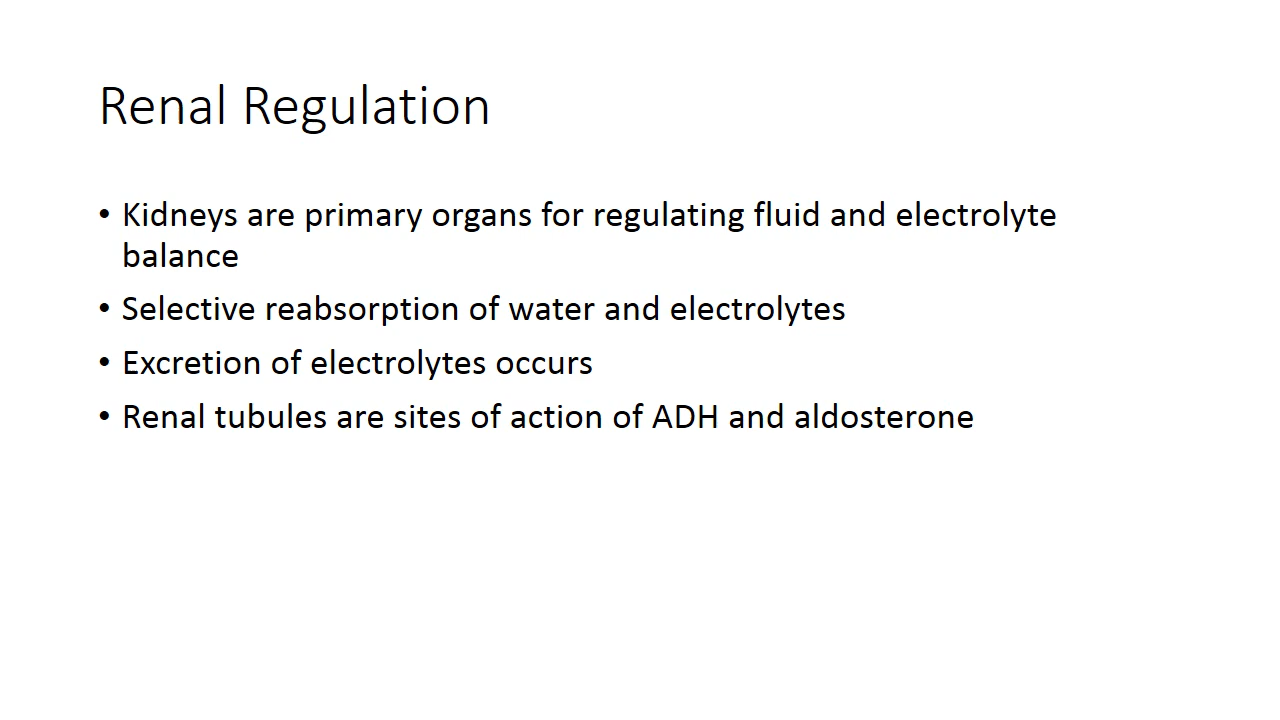 Renal Regulation
• Kidneys are primary organs for regulating fluid and electrolyte
balance
• Selective reabsorption of water and electrolytes
• Excretion of electrolytes occurs
• Renal tubules are sites of action of ADH and aldosterone